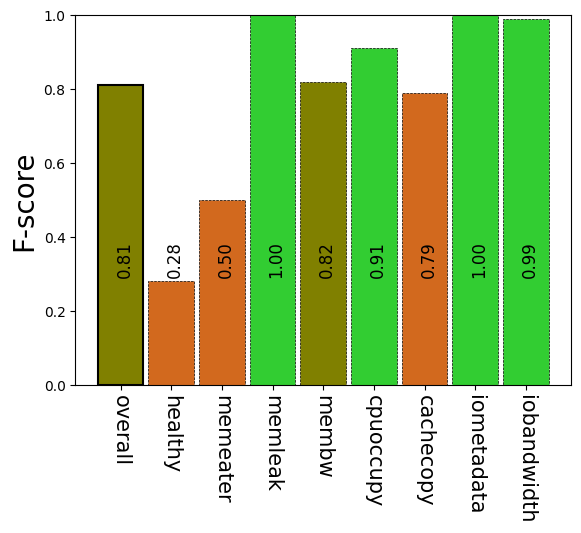 F-score
1.0
0.8
0.6
0.4
0.2
0.0
0.81
0.28
0.50
1.00
0.82
0.91
0.79
1.00
0.99
overall
healthy
memeater
memleak
membw
cpuoccupy
cachecopy
iometadata
iobandwidth